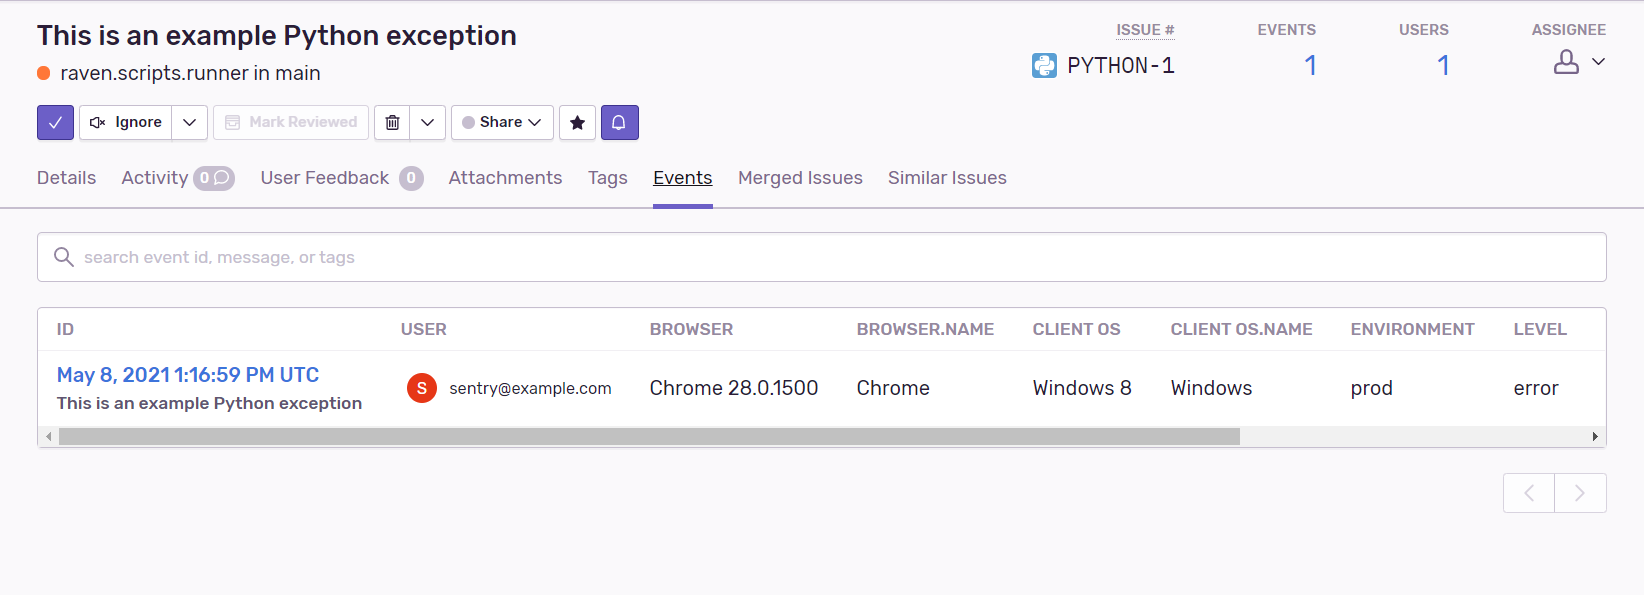 This is an example Python exception
raven.scripts.runner in main
ISSUE # EVENTS USERS ASSIGNEE
PYTHON-1 1 1
Ignore Mark Reviewed Share
Details Activity 0 User Feedback 0 Attachments Tags Events Merged Issues Similar Issues
search event id, message, or tags
ID USER BROWSER BROWSER.NAME CLIENT OS CLIENT OS.NAME ENVIRONMENT LEVEL
May 8, 2021 1:16:59 PM UTC
This is an example Python exception
S sentry@example.com Chrome 28.0.1500 Chrome Windows 8 Windows prod error